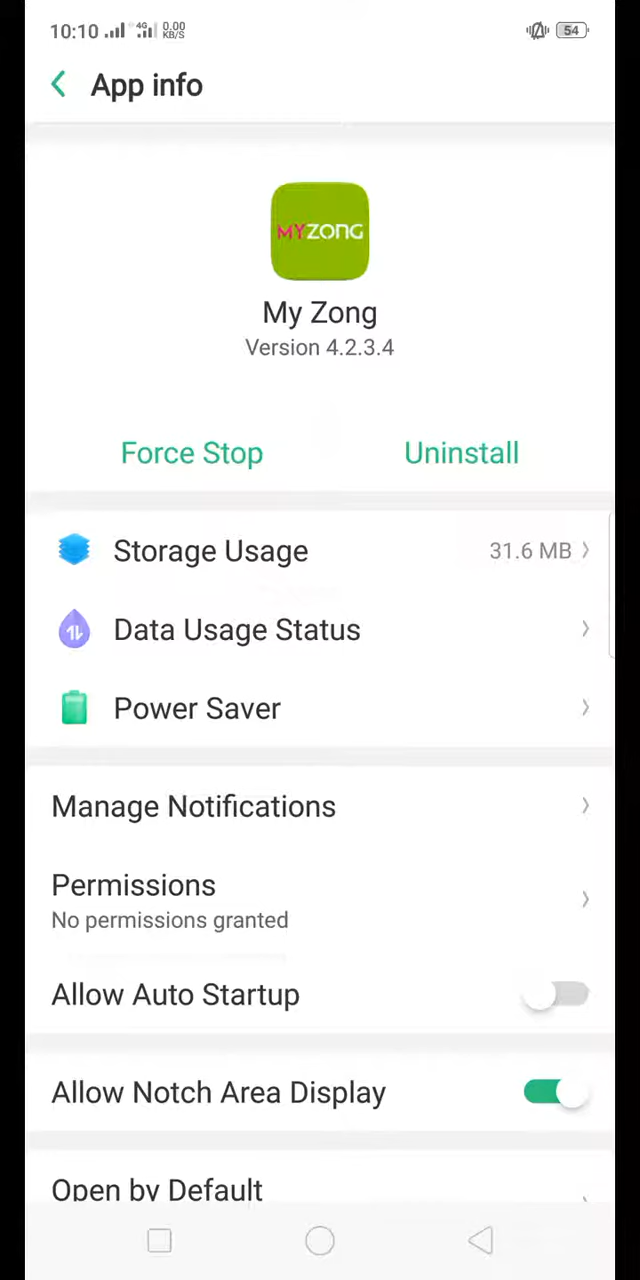 10:10 4G 0.00 KB/S 54
App info
MYZONG
My Zong
Version 4.2.3.4
Force Stop Uninstall
Storage Usage 31.6 MB
Data Usage Status
Power Saver
Manage Notifications
Permissions
No permissions granted
Allow Auto Startup
Allow Notch Area Display
Open by Default